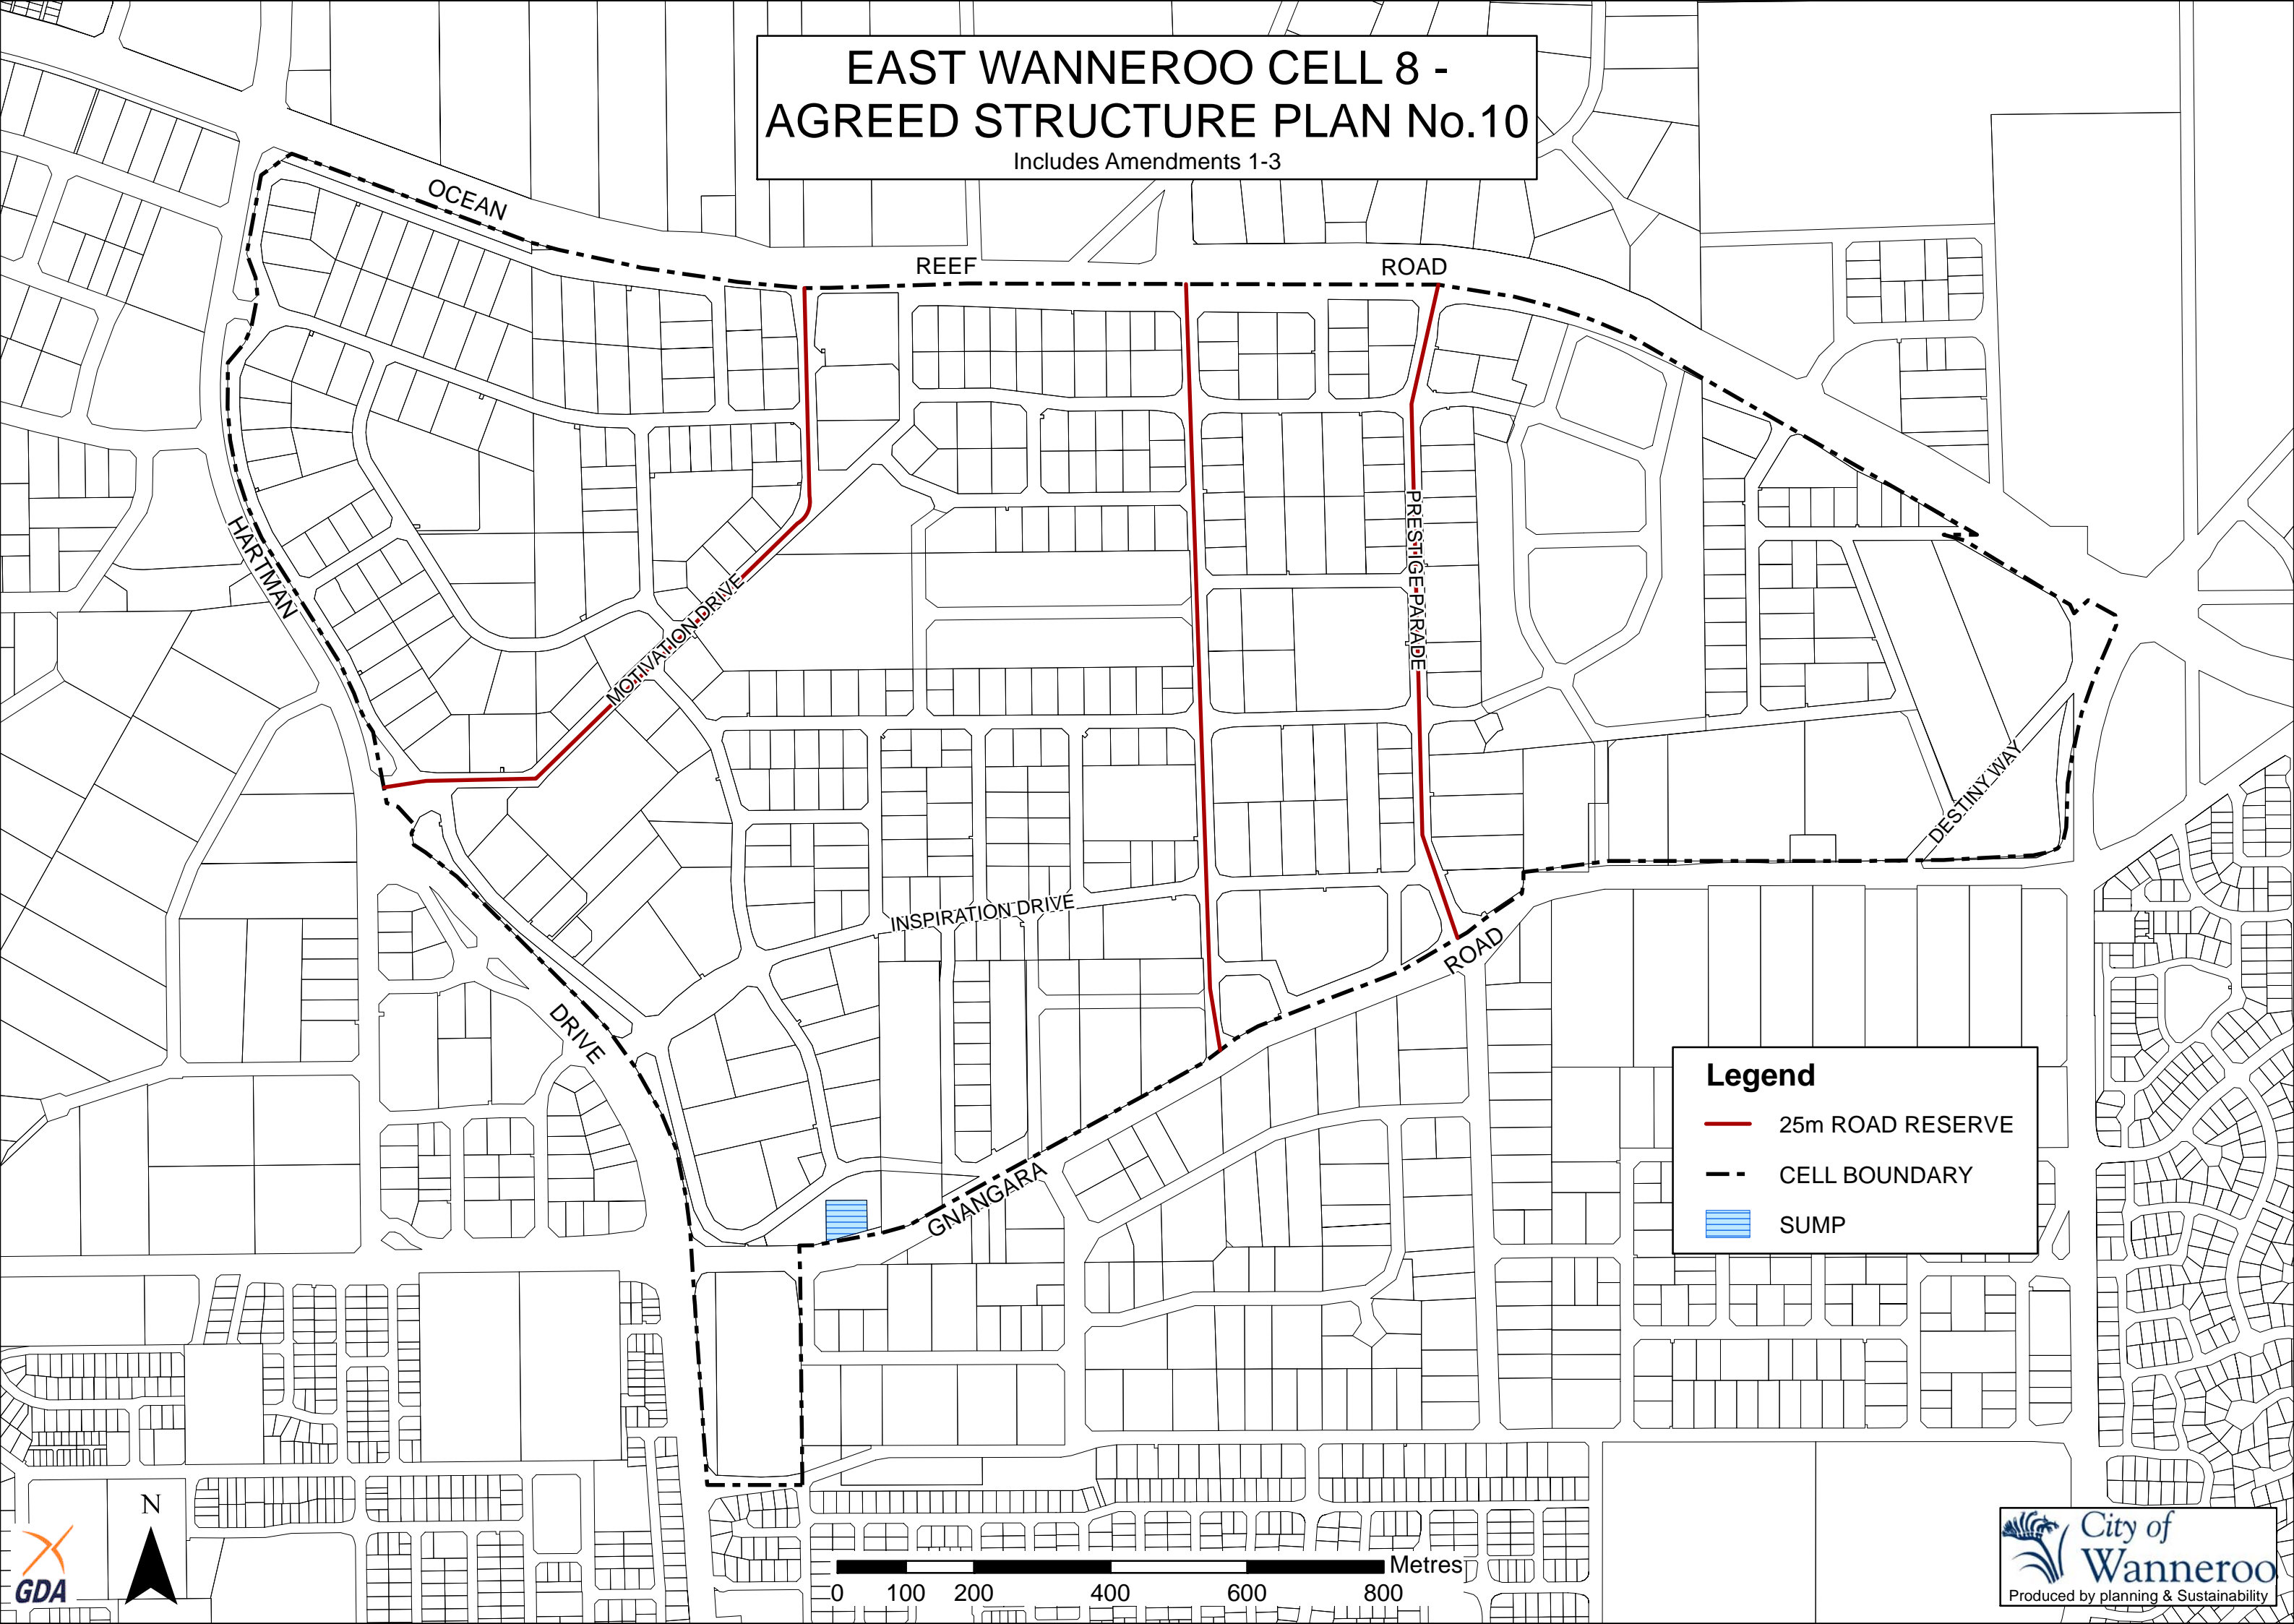 EAST WANNEROO CELL 8 -
AGREED STRUCTURE PLAN No.10
Includes Amendments 1-3
OCEAN
REEF
ROAD
HARTMAN
PRESTIGE PARADE
MOTIVATION DRIVE
DESTINY WAY
INSPIRATION DRIVE
ROAD
DRIVE
GNANGARA
Legend
25m ROAD RESERVE
CELL BOUNDARY
SUMP
N
GDA
Metres
0 100 200 400 600 800
City of
Wanneroo
Produced by planning & Sustainability